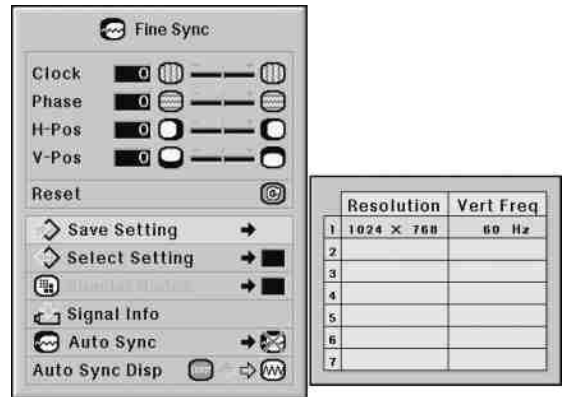 Fine Sync
Clock 0
Phase 0
H-Pos 0
V-Pos 0
Reset
Save Setting
Select Setting
Signal Info
Auto Sync
Auto Sync Disp
Resolution Vert Freq
1 1024 × 768 60 Hz
2
3
4
5
6
7